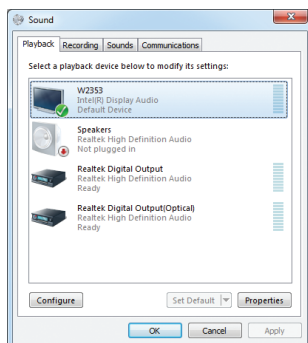 Sound
Playback
Recording
Sounds
Communications
Select a playback device below to modify its settings:
W2353
Intel(R) Display Audio
Default Device
Speakers
Realtek High Definition Audio
Not plugged in
Realtek Digital Output
Realtek High Definition Audio
Ready
Realtek Digital Output(Optical)
Realtek High Definition Audio
Ready
Configure
Set Default
Properties
OK
Cancel
Apply